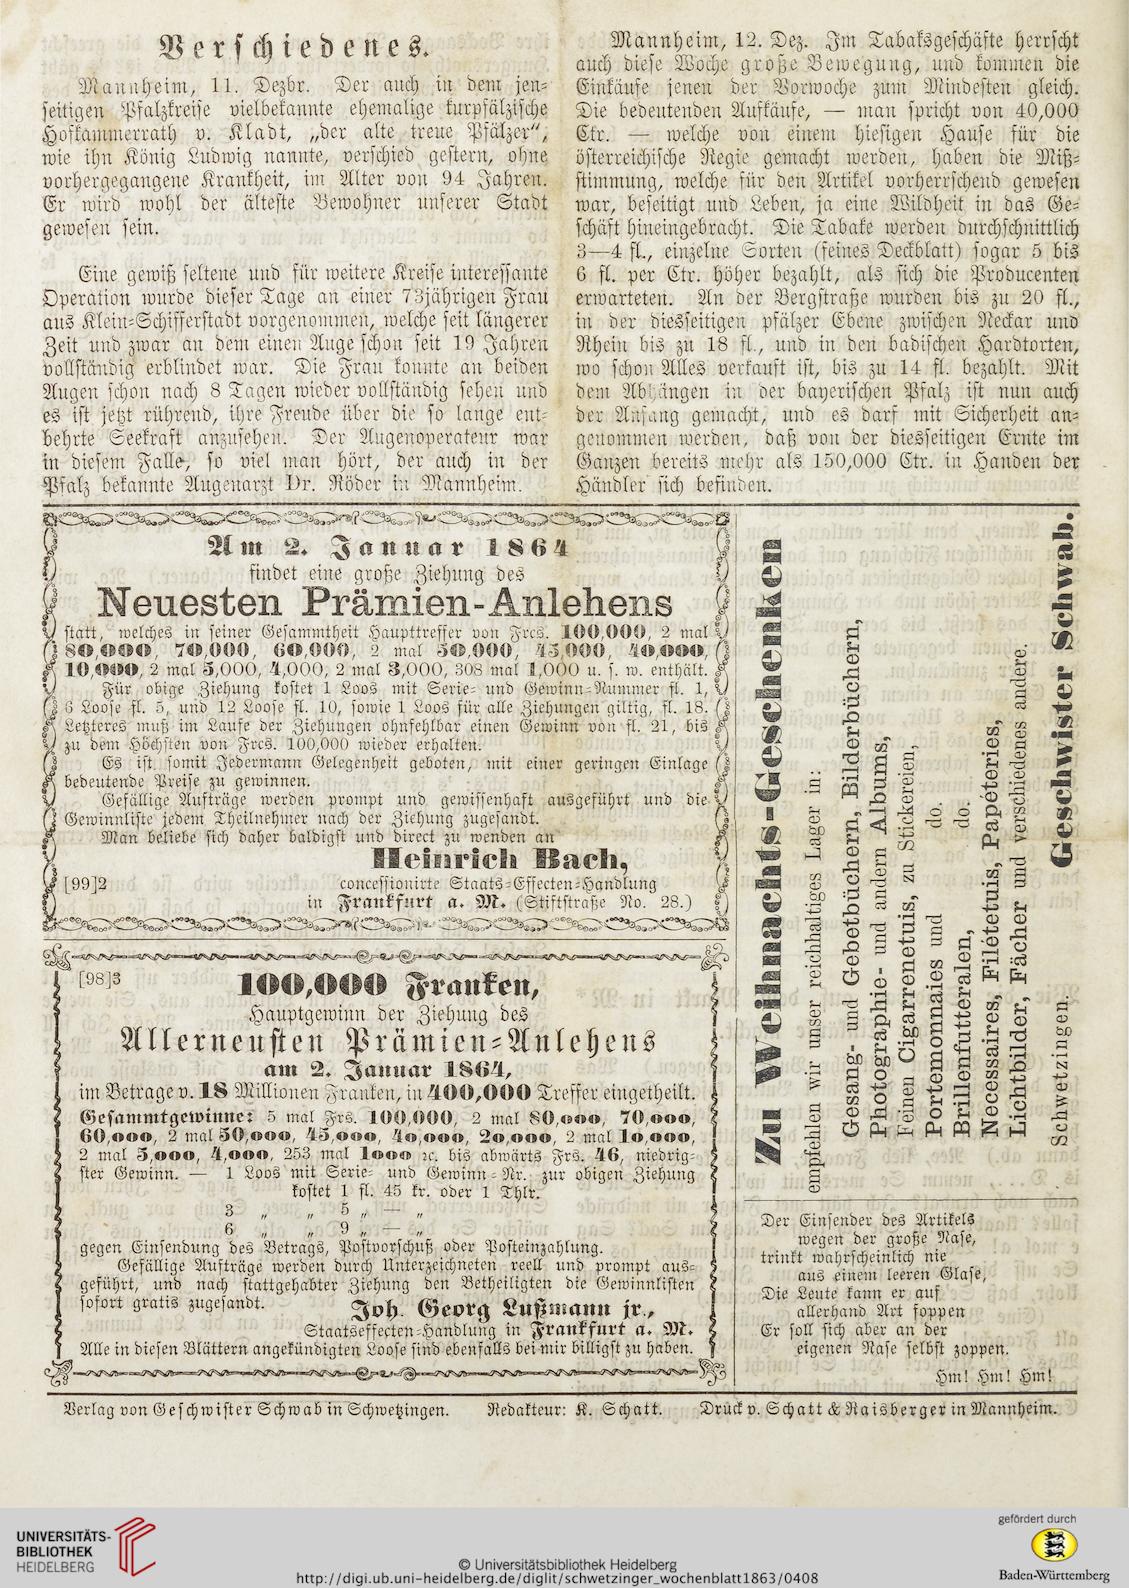 Verschiedenes.
Mannheim, 11. Dezbr. Der auch in dem jen-
seitigen Pfalzkreise vielbekannte ehemalige kurpfälzische
Hofkammerrath v. Kladt, „der alte treue Pfälzer“,
wie ihn König Ludwig nannte, verschied gestern, ohne
vorhergegangene Krankheit, im Alter von 94 Jahren.
Er wird wohl der älteste Bewohner unserer Stadt
gewesen sein.
Eine gewiß seltene und für weitere Kreise interessante
Operation wurde dieser Tage an einer 73jährigen Frau
aus Klein-Schifferstadt vorgenommen, welche seit längerer
Zeit und zwar an dem einen Auge schon seit 19 Jahren
vollständig erblindet war. Die Frau konnte an beiden
Augen schon nach 8 Tagen wieder vollständig sehen und
es ist jetzt rührend, ihre Freude über die so lange ent-
behrte Seekraft anzusehen. Der Augenoperateur war
in diesem Falle, so viel man hört, der auch in der
Pfalz bekannte Augenarzt Dr. Röder in Mannheim.
Mannheim, 12. Dez. Im Tabaksgeschäfte herrscht
auch diese Woche große Bewegung, und kommen die
Einkäufe jenen der Vorwoche zum Mindesten gleich.
Die bedeutenden Aufkäufe, — man spricht von 40,000
Ctr. — welche von einem hiesigen Hause für die
österreichische Regie gemacht werden, haben die Miß-
stimmung, welche für den Artikel vorherrschend gewesen
war, beseitigt und Leben, ja eine Wildheit in das Ge-
schäft hineingebracht. Die Tabake werden durchschnittlich
3—4 fl., einzelne Sorten (feines Deckblatt) sogar 5 bis
6 fl. per Ctr. höher bezahlt, als sich die Producenten
erwarteten. An der Bergstraße wurden bis zu 20 fl.,
in der diesseitigen pfälzer Ebene zwischen Neckar und
Rhein bis zu 18 fl., und in den badischen Hardtorten,
wo schon Alles verkauft ist, bis zu 14 fl. bezahlt. Mit
dem Abhängen in der bayerischen Pfalz ist nun auch
der Anfang gemacht, und es darf mit Sicherheit an-
genommen werden, daß von der diesseitigen Ernte im
Ganzen bereits mehr als 150,000 Ctr. in Handen der
Händler sich befinden.
Am 2. Januar 1864
findet eine große Ziehung des
Neuesten Prämien-Anlehens
statt, welches in seiner Gesammtheit Haupttreffer von Frcs. 100,000, 2 mal
80,000, 70,000, 60,000, 2 mal 50,000, 45,000, 40,000,
10,000, 2 mal 5,000, 4,000, 2 mal 3,000, 308 mal 1,000 u. s. w. enthält.
Für obige Ziehung kostet 1 Loos mit Serie- und Gewinn-Nummer fl. 1,
6 Loose fl. 5, und 12 Loose fl. 10, sowie 1 Loos für alle Ziehungen giltig, fl. 18.
Letzteres muß im Laufe der Ziehungen ohnfehlbar einen Gewinn von fl. 21, bis
zu dem Höchsten von Frcs. 100,000 wieder erhalten.
Es ist somit Jedermann Gelegenheit geboten, mit einer geringen Einlage
bedeutende Preise zu gewinnen.
Gefällige Aufträge werden prompt und gewissenhaft ausgeführt und die
Gewinnliste jedem Theilnehmer nach der Ziehung zugesandt.
Man beliebe sich daher baldigst und direct zu wenden an
Heinrich Bach,
[99]2 concessionirte Staats-Effecten-Handlung
in Frankfurt a. M. (Stiftstraße No. 28.)
[98]3
100,000 Franken,
Hauptgewinn der Ziehung des
Allerneusten Prämien-Anlehens
am 2. Januar 1864,
im Betrage v. 18 Millionen Franken, in 400,000 Treffer eingetheilt.
Gesammtgewinne: 5 mal Frs. 100,000, 2 mal 80,000, 70,000,
60,000, 2 mal 50,000, 45,000, 40,000, 20,000, 2 mal 10,000,
2 mal 5,000, 4,000, 253 mal 1000 ꝛc. bis abwärts Frs. 46, niedrig-
ster Gewinn. — 1 Loos mit Serie- und Gewinn-Nr. zur obigen Ziehung
kostet 1 fl. 45 kr. oder 1 Thlr.
3 „ „ 5 „ — „
6 „ „ 9 „ — „
gegen Einsendung des Betrags, Postvorschuß oder Posteinzahlung.
Gefällige Aufträge werden durch Unterzeichneten reell und prompt aus-
geführt, und nach stattgehabter Ziehung den Betheiligten die Gewinnlisten
sofort gratis zugesandt. Joh. Georg Lußmann jr.,
Staatseffecten-Handlung in Frankfurt a. M.
Alle in diesen Blättern angekündigten Loose sind ebenfalls bei mir billigst zu haben.
Zu Weihnachts-Geschenken
empfehlen wir unser reichhaltiges Lager in:
Gesang- und Gebetbüchern, Bilderbüchern,
Photographie- und andern Albums,
Feinen Cigarrenetuis, zu Stickereien,
Portemonnaies und do.
Brillenfutteralen, do.
Necessaires, Filétetuis, Papeteries,
Lichtbilder, Fächer und verschiedenes andere.
Schwetzingen. Geschwister Schwab.
Der Einsender des Artikels
wegen der große Nase,
trinkt wahrscheinlich nie
aus einem leeren Glase,
Die Leute kann er auf
allerhand Art foppen
Er soll sich aber an der
eigenen Nase selbst zoppen.
Hm! Hm! Hm!
Verlag von Geschwister Schwab in Schwetzingen. Redakteur: K. Schatt. Druck v. Schatt & Raisberger in Mannheim.
UNIVERSITÄTS-
BIBLIOTHEK
HEIDELBERG
© Universitätsbibliothek Heidelberg
http://digi.ub.uni-heidelberg.de/diglit/schwetzinger_wochenblatt1863/0408
gefördert durch
Baden-Württemberg